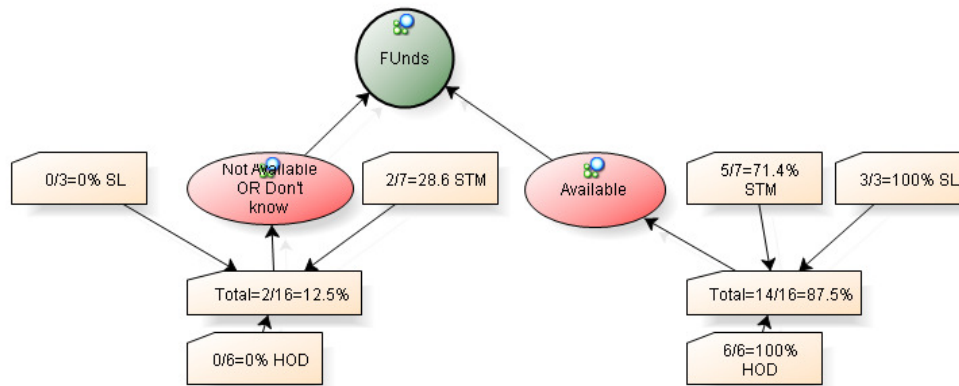 FUnds
Not Available
OR Don't
know
Available
0/3=0% SL
2/7=28.6 STM
5/7=71.4%
STM
3/3=100% SL
Total=2/16=12.5%
Total=14/16=87.5%
0/6=0% HOD
6/6=100%
HOD